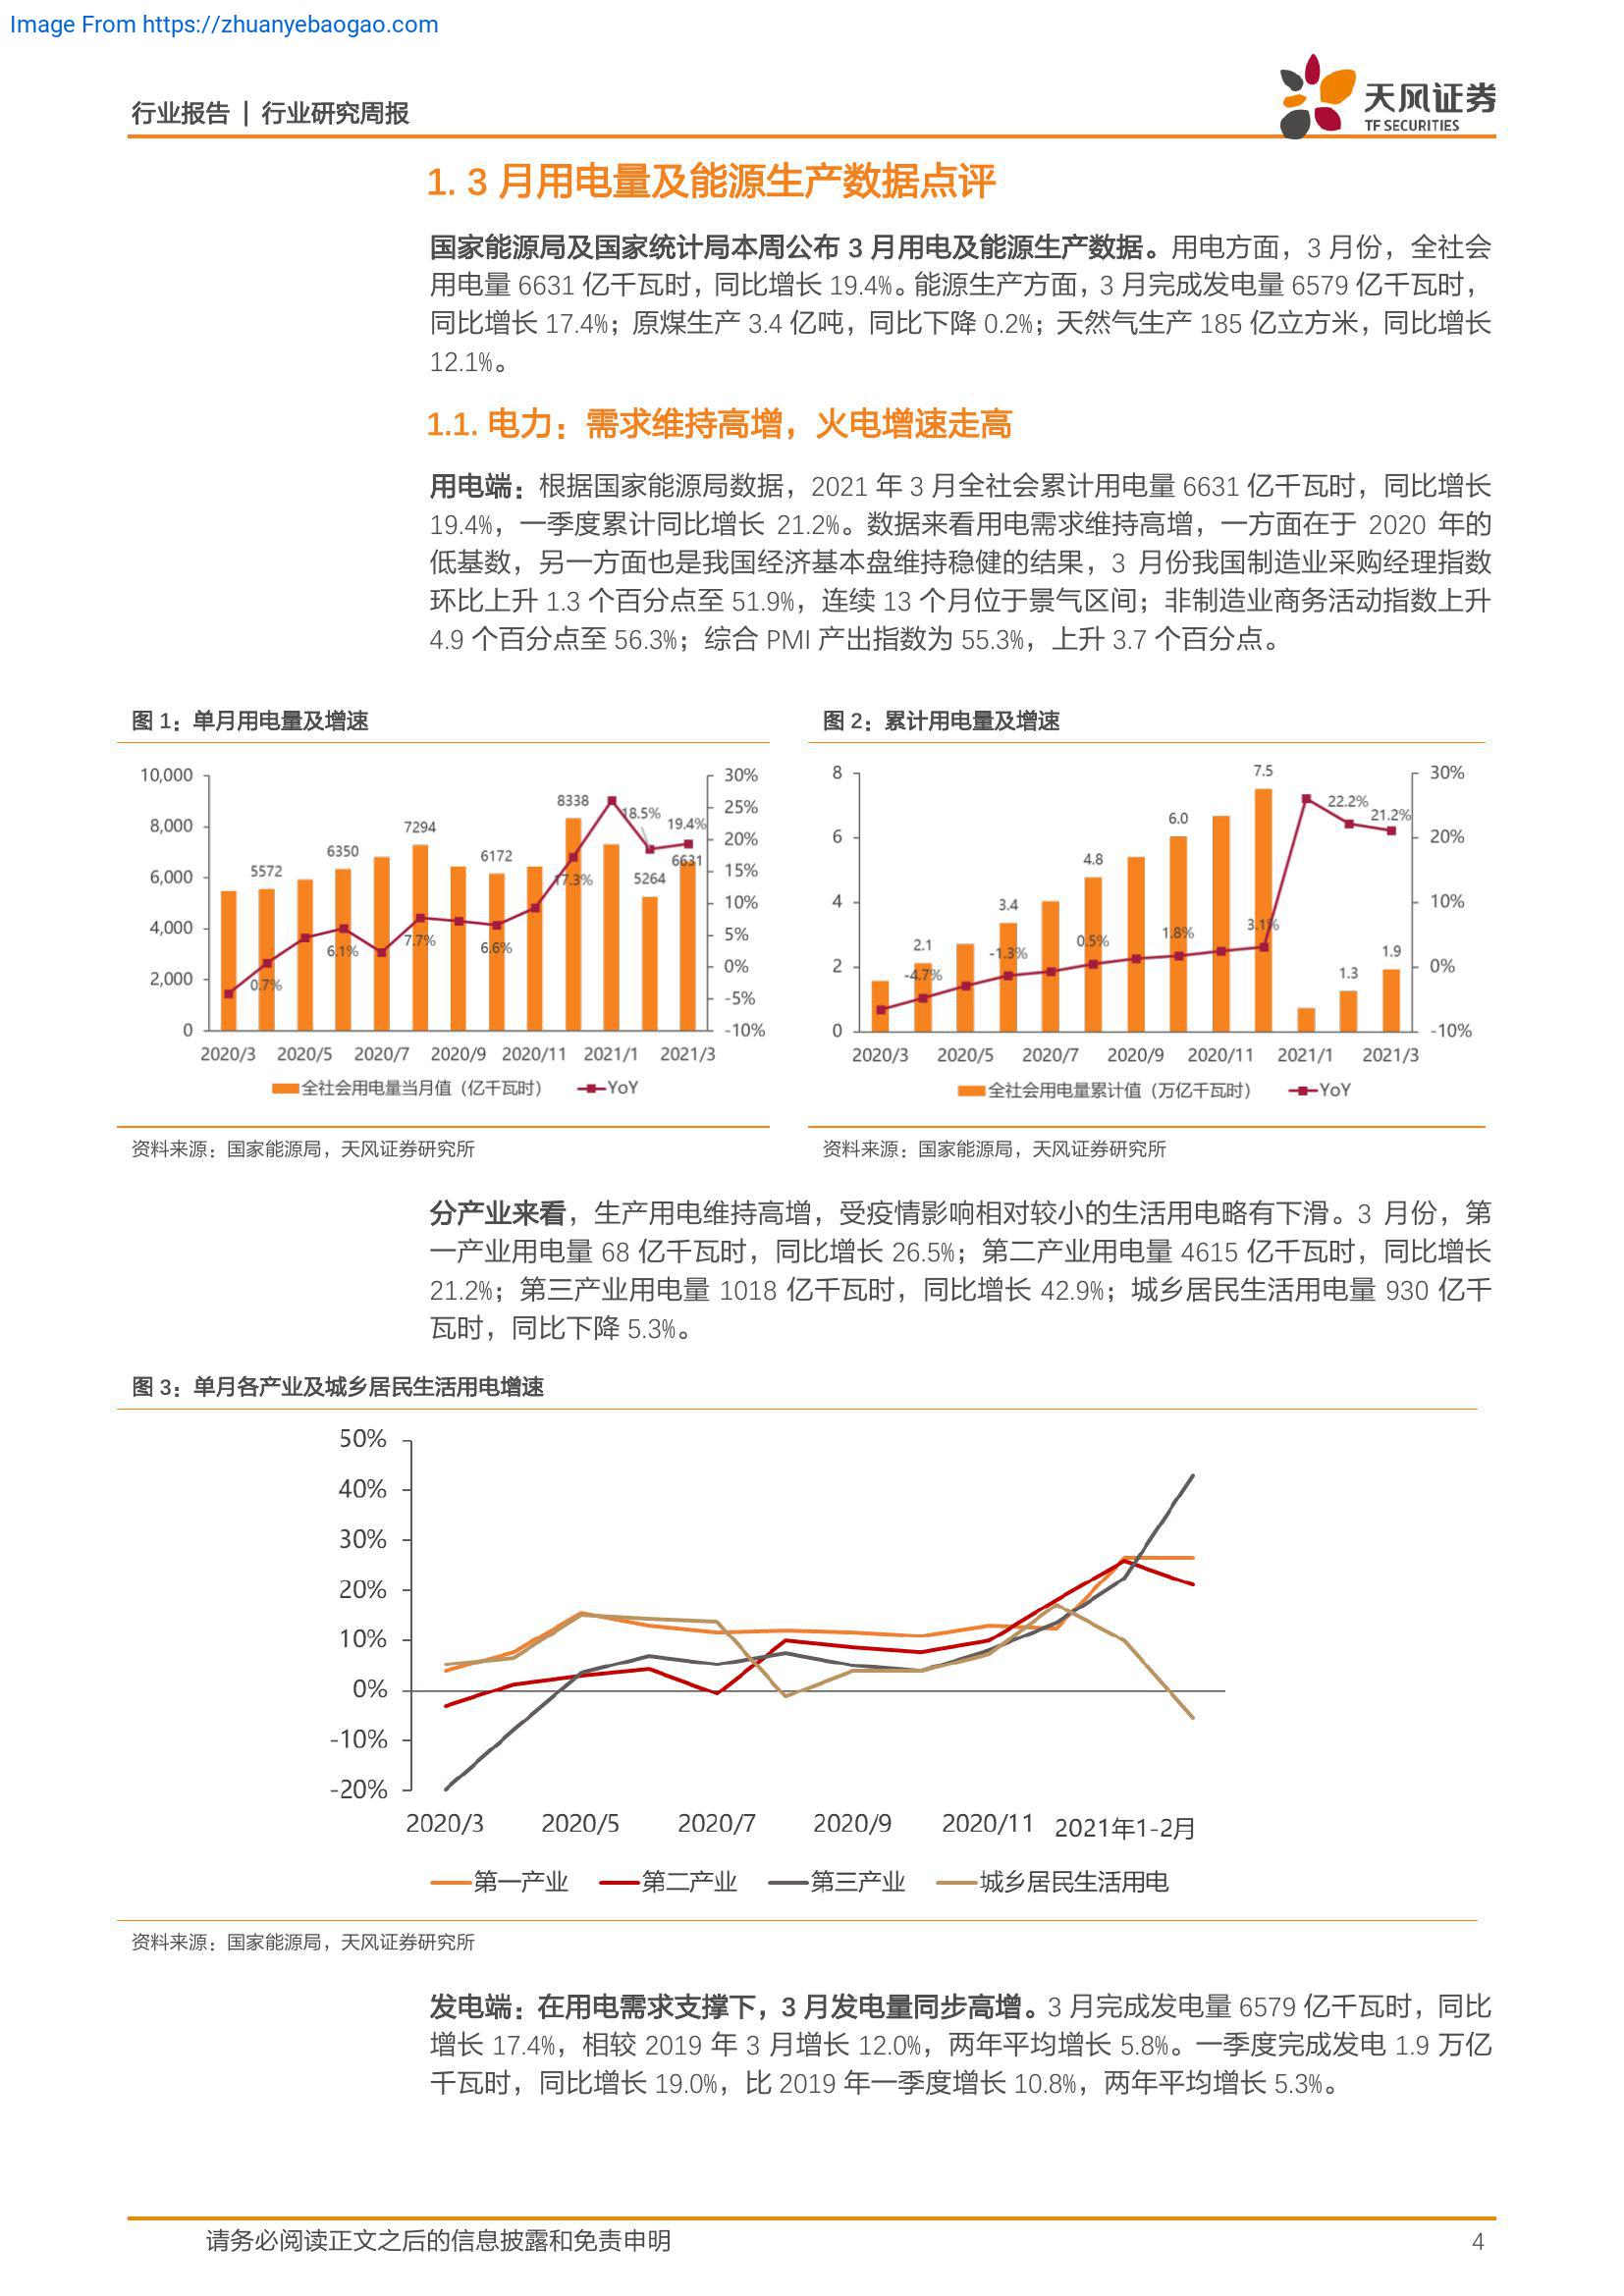 Image From https://zhuanyebaogao.com
行业报告 | 行业研究周报
天风证券
TF SECURITIES
1. 3 月用电量及能源生产数据点评
国家能源局及国家统计局本周公布 3 月用电及能源生产数据。用电方面，3 月份，全社会
用电量 6631 亿千瓦时，同比增长 19.4%。能源生产方面，3 月完成发电量 6579 亿千瓦时，
同比增长 17.4%；原煤生产 3.4 亿吨，同比下降 0.2%；天然气生产 185 亿立方米，同比增长
12.1%。
1.1. 电力：需求维持高增，火电增速走高
用电端：根据国家能源局数据，2021 年 3 月全社会累计用电量 6631 亿千瓦时，同比增长
19.4%，一季度累计同比增长 21.2%。数据来看用电需求维持高增，一方面在于 2020 年的
低基数，另一方面也是我国经济基本盘维持稳健的结果，3 月份我国制造业采购经理指数
环比上升 1.3 个百分点至 51.9%，连续 13 个月位于景气区间；非制造业商务活动指数上升
4.9 个百分点至 56.3%；综合 PMI 产出指数为 55.3%，上升 3.7 个百分点。
图 1：单月用电量及增速
10,000
8,000
6,000
4,000
2,000
0
30%
25%
20%
15%
10%
5%
0%
-5%
-10%
5572
6350
7294
6172
8338
5264
6631
0.7%
6.1%
7.7%
6.6%
17.3%
18.5%
19.4%
2020/3 2020/5 2020/7 2020/9 2020/11 2021/1 2021/3
全社会用电量当月值（亿千瓦时） YoY
资料来源：国家能源局，天风证券研究所
图 2：累计用电量及增速
8
6
4
2
0
30%
20%
10%
0%
-10%
2.1
3.4
4.8
6.0
7.5
1.3
1.9
-4.7%
-1.3%
0.5%
1.8%
3.1%
22.2%
21.2%
2020/3 2020/5 2020/7 2020/9 2020/11 2021/1 2021/3
全社会用电量累计值（万亿千瓦时） YoY
资料来源：国家能源局，天风证券研究所
分产业来看，生产用电维持高增，受疫情影响相对较小的生活用电略有下滑。3 月份，第
一产业用电量 68 亿千瓦时，同比增长 26.5%；第二产业用电量 4615 亿千瓦时，同比增长
21.2%；第三产业用电量 1018 亿千瓦时，同比增长 42.9%；城乡居民生活用电量 930 亿千
瓦时，同比下降 5.3%。
图 3：单月各产业及城乡居民生活用电增速
50%
40%
30%
20%
10%
0%
-10%
-20%
2020/3 2020/5 2020/7 2020/9 2020/11 2021年1-2月
第一产业 第二产业 第三产业 城乡居民生活用电
资料来源：国家能源局，天风证券研究所
发电端：在用电需求支撑下，3 月发电量同步高增。3 月完成发电量 6579 亿千瓦时，同比
增长 17.4%，相较 2019 年 3 月增长 12.0%，两年平均增长 5.8%。一季度完成发电 1.9 万亿
千瓦时，同比增长 19.0%，比 2019 年一季度增长 10.8%，两年平均增长 5.3%。
请务必阅读正文之后的信息披露和免责申明
4